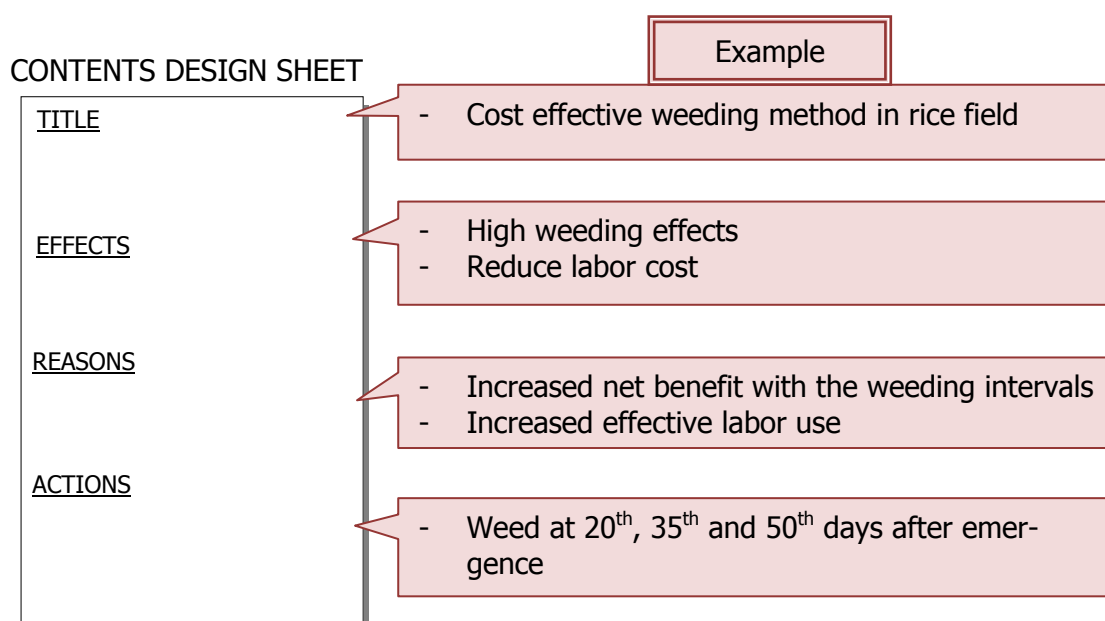 Example
CONTENTS DESIGN SHEET
TITLE
- Cost effective weeding method in rice field
EFFECTS
- High weeding effects
- Reduce labor cost
REASONS
- Increased net benefit with the weeding intervals
- Increased effective labor use
ACTIONS
- Weed at 20th, 35th and 50th days after emer-
gence